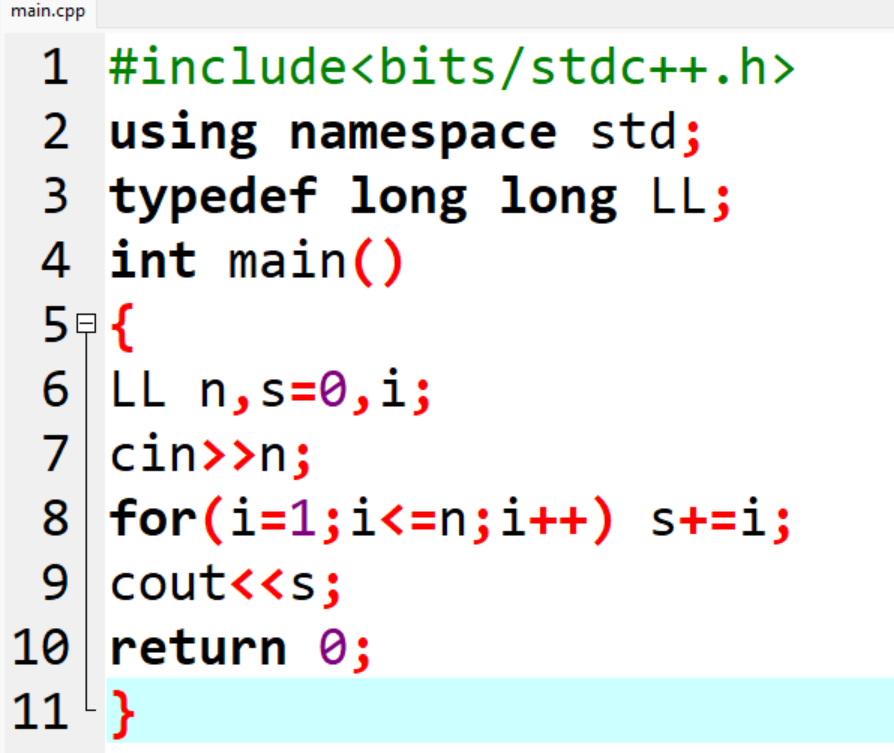 main.cpp
1 #include<bits/stdc++.h>
2 using namespace std;
3 typedef long long LL;
4 int main()
5 {
6 LL n,s=0,i;
7 cin>>n;
8 for(i=1;i<=n;i++) s+=i;
9 cout<<s;
10 return 0;
11 }